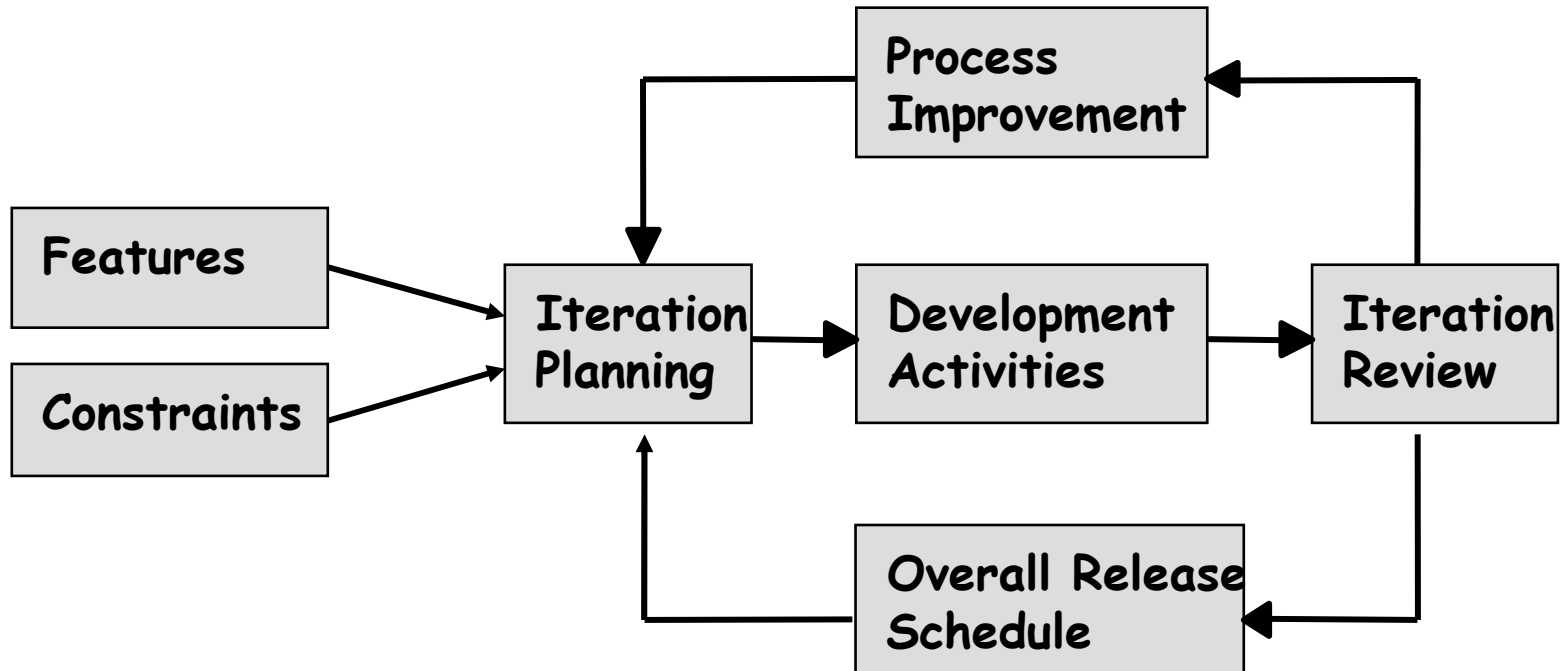 Process
Improvement
Features
Constraints
Iteration
Planning
Development
Activities
Iteration
Review
Overall Release
Schedule